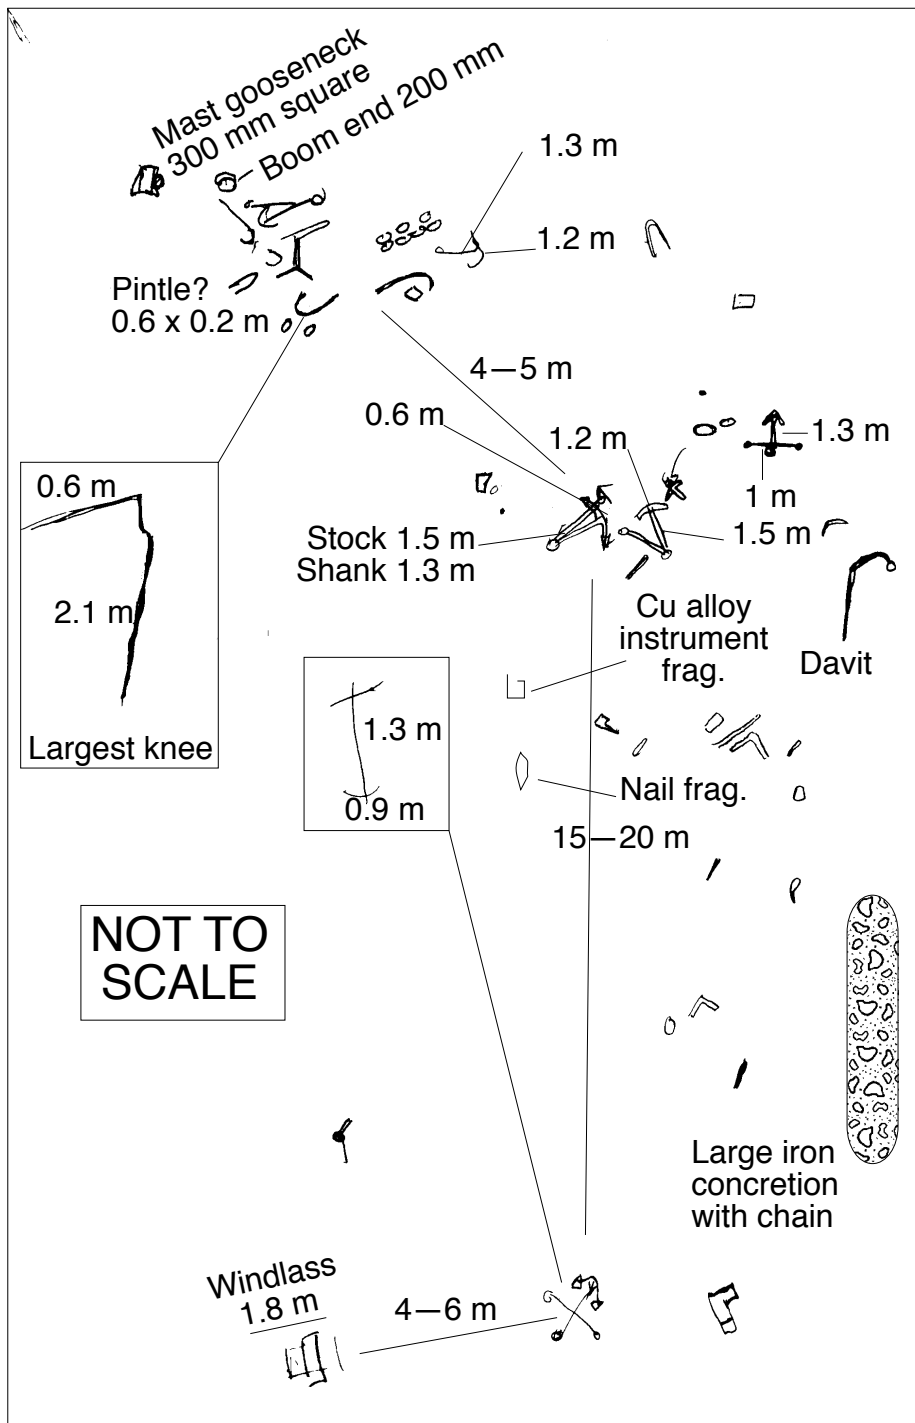 Mast gooseneck
300 mm square
Boom end 200 mm
1.3 m
1.2 m
Pintle?
0.6 x 0.2 m
4—5 m
0.6 m
1.2 m
1.3 m
1 m
1.5 m
Stock 1.5 m
Shank 1.3 m
0.6 m
2.1 m
Largest knee
Cu alloy
instrument
frag.
Davit
1.3 m
0.9 m
Nail frag.
15—20 m
NOT TO
SCALE
Large iron
concretion
with chain
Windlass
1.8 m
4—6 m